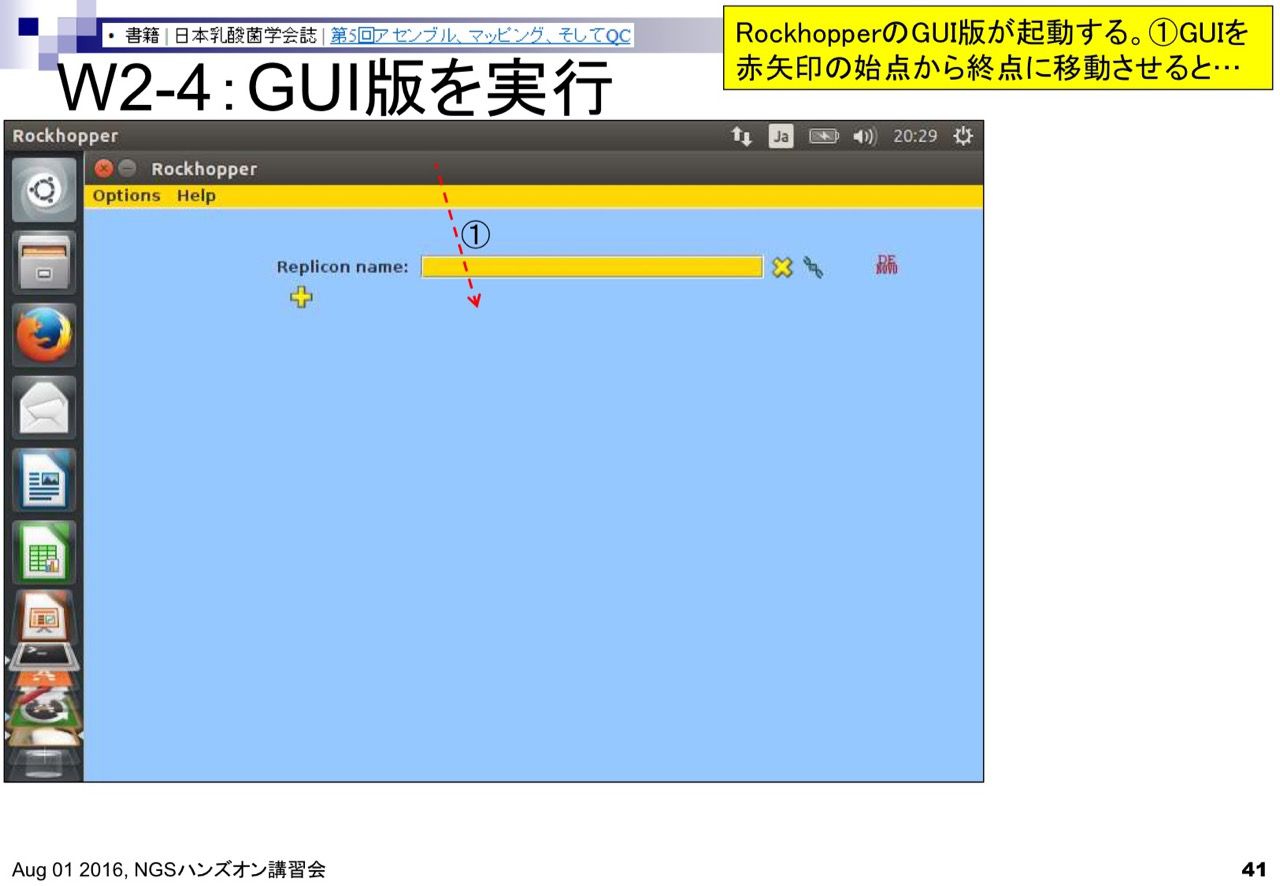 • 書籍 | 日本乳酸菌学会誌 | 第5回アセンブル、マッピング、そしてQC
RockhopperのGUI版が起動する。①GUIを
赤矢印の始点から終点に移動させると…
W2-4：GUI版を実行
Rockhopper
Ja
20:29
Rockhopper
Options Help
①
Replicon name:
DE
NOVO
Aug 01 2016, NGSハンズオン講習会
41